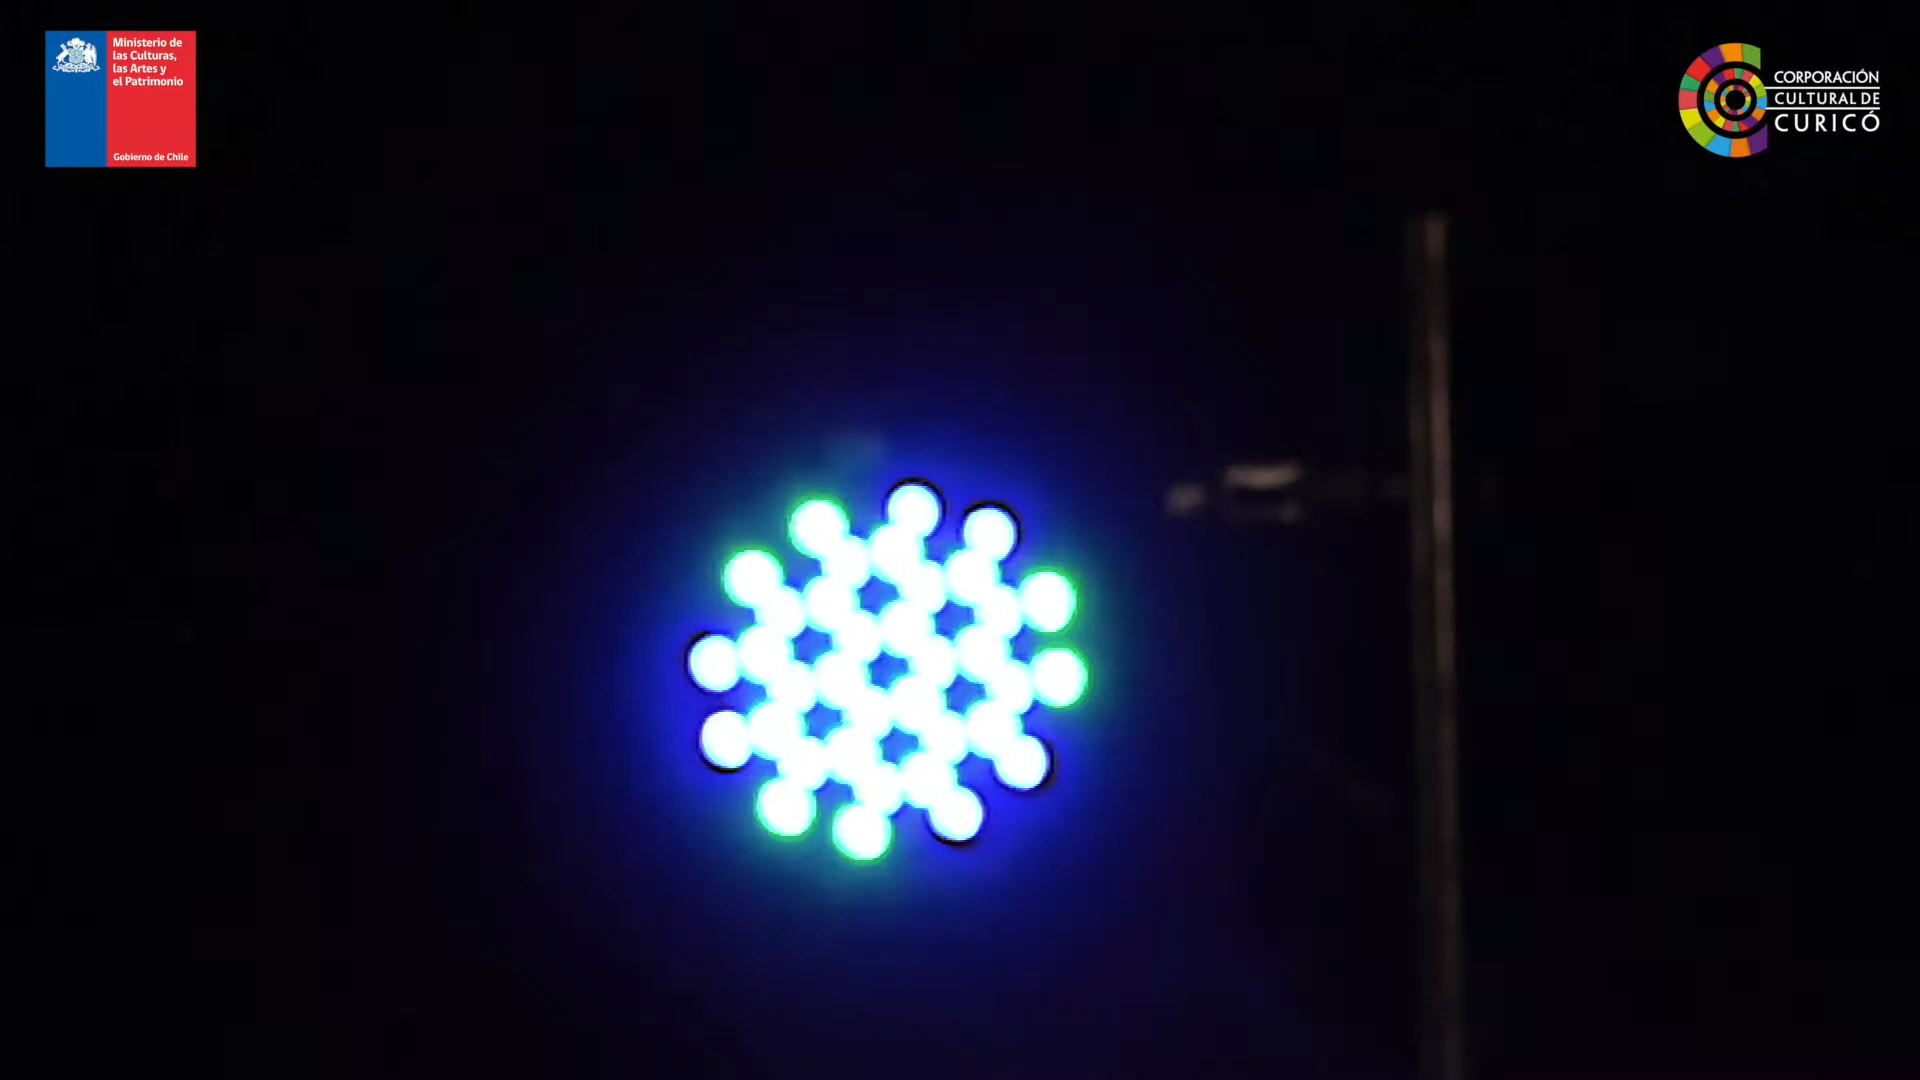 Ministerio de
las Culturas,
las Artes y
el Patrimonio
Gobierno de Chile
CORPORACIÓN
CULTURAL DE
CURICÓ